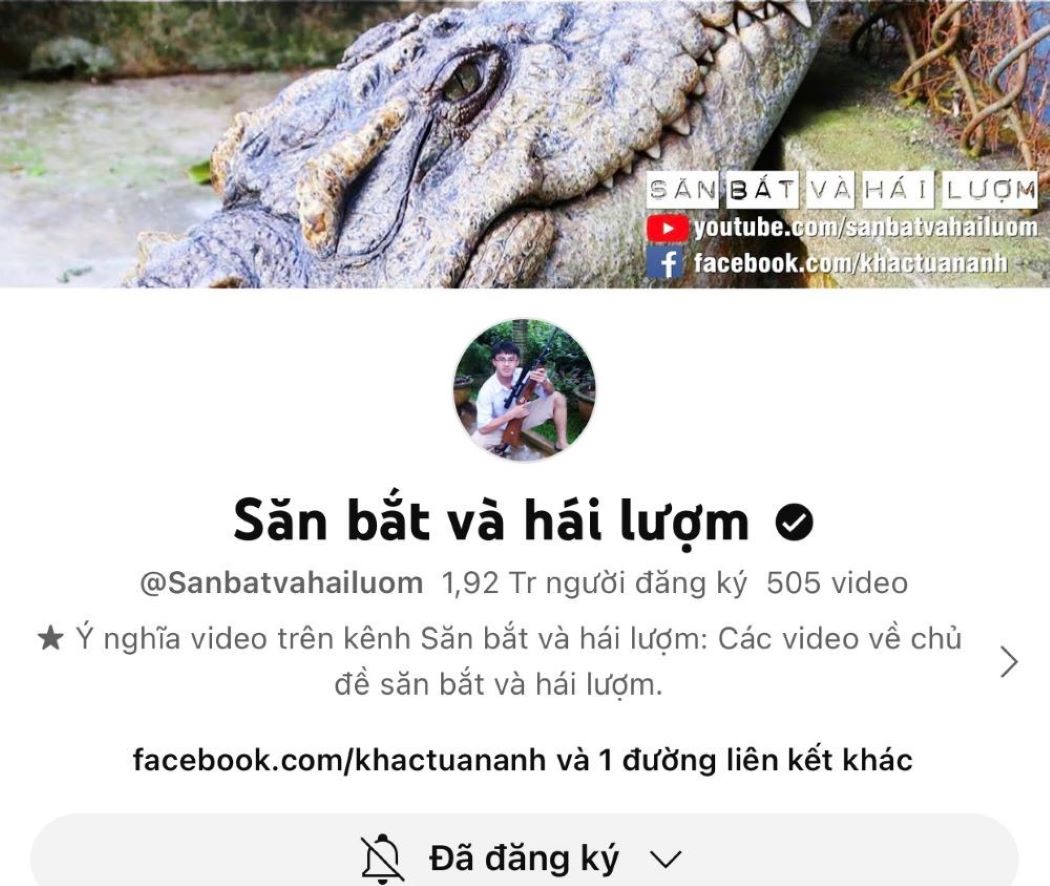 SĂN BẮT VÀ HÁI LƯỢM
youtube.com/sanbatvahailuom
facebook.com/khactuananh
Săn bắt và hái lượm
@Sanbatvahailuom 1,92 Tr người đăng ký 505 video
★ Ý nghĩa video trên kênh Săn bắt và hái lượm: Các video về chủ
đề săn bắt và hái lượm.
facebook.com/khactuananh và 1 đường liên kết khác
Đã đăng ký